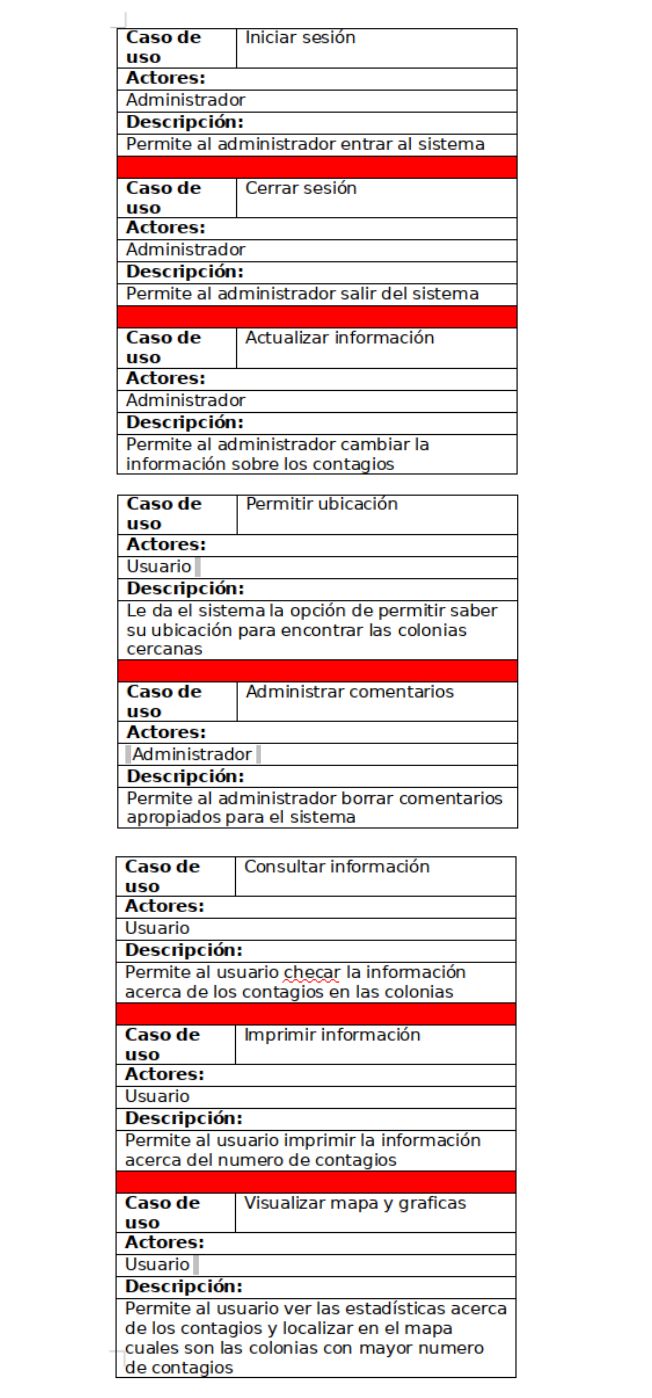 Caso de Iniciar sesión
uso
Actores:
Administrador
Descripción:
Permite al administrador entrar al sistema
Caso de Cerrar sesión
uso
Actores:
Administrador
Descripción:
Permite al administrador salir del sistema
Caso de Actualizar información
uso
Actores:
Administrador
Descripción:
Permite al administrador cambiar la
información sobre los contagios
Caso de Permitir ubicación
uso
Actores:
Usuario
Descripción:
Le da el sistema la opción de permitir saber
su ubicación para encontrar las colonias
cercanas
Caso de Administrar comentarios
uso
Actores:
Administrador
Descripción:
Permite al administrador borrar comentarios
apropiados para el sistema
Caso de Consultar información
uso
Actores:
Usuario
Descripción:
Permite al usuario checar la información
acerca de los contagios en las colonias
Caso de Imprimir información
uso
Actores:
Usuario
Descripción:
Permite al usuario imprimir la información
acerca del numero de contagios
Caso de Visualizar mapa y graficas
uso
Actores:
Usuario
Descripción:
Permite al usuario ver las estadísticas acerca
de los contagios y localizar en el mapa
cuales son las colonias con mayor numero
de contagios